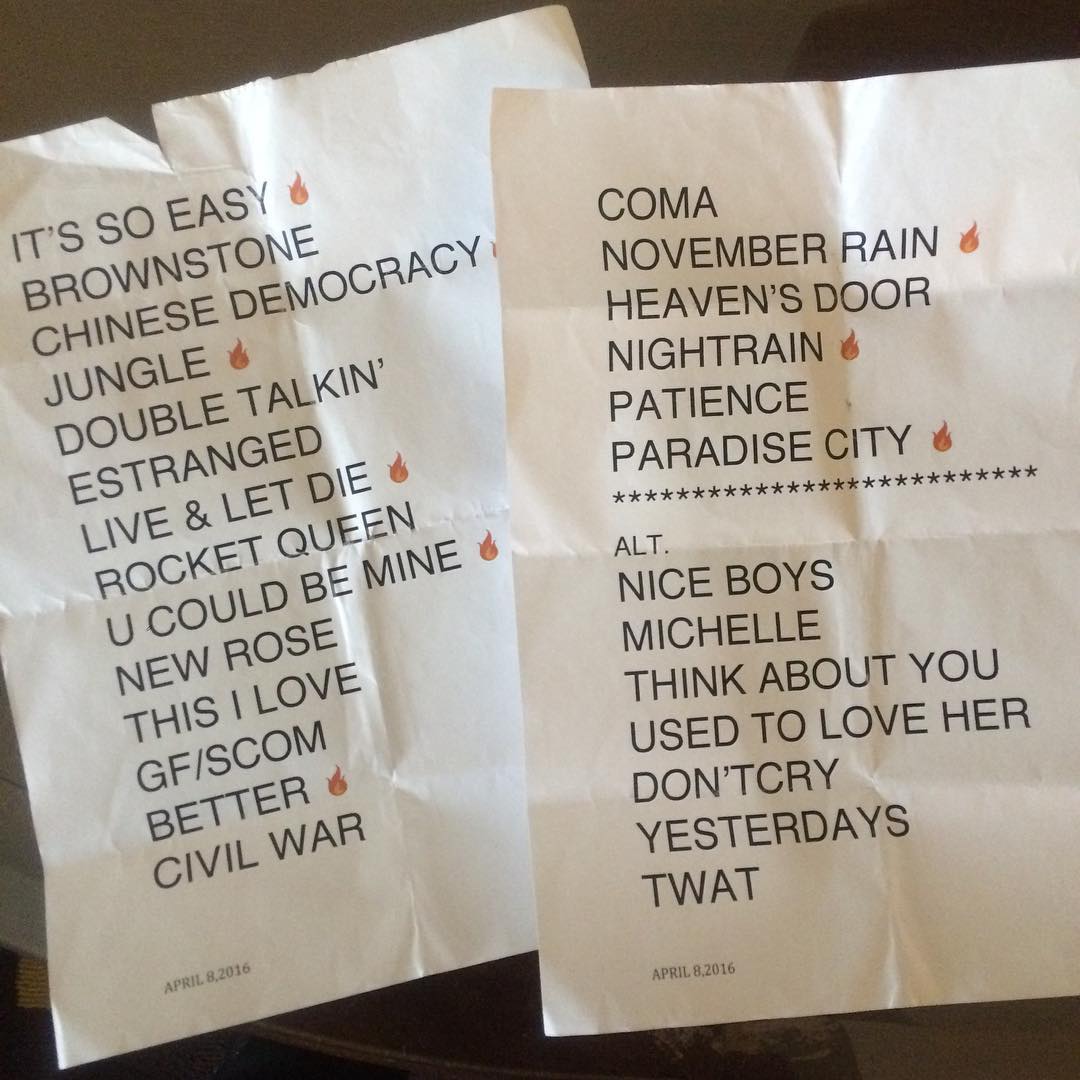 IT'S SO EASY 🔥
BROWNSTONE
CHINESE DEMOCRACY 🔥
JUNGLE 🔥
DOUBLE TALKIN'
ESTRANGED
LIVE & LET DIE 🔥
ROCKET QUEEN
U COULD BE MINE 🔥
NEW ROSE
THIS I LOVE
GF/SCOM
BETTER 🔥
CIVIL WAR
APRIL 8,2016
COMA
NOVEMBER RAIN 🔥
HEAVEN'S DOOR
NIGHTRAIN 🔥
PATIENCE
PARADISE CITY 🔥
***************************
ALT.
NICE BOYS
MICHELLE
THINK ABOUT YOU
USED TO LOVE HER
DON'TCRY
YESTERDAYS
TWAT
APRIL 8,2016